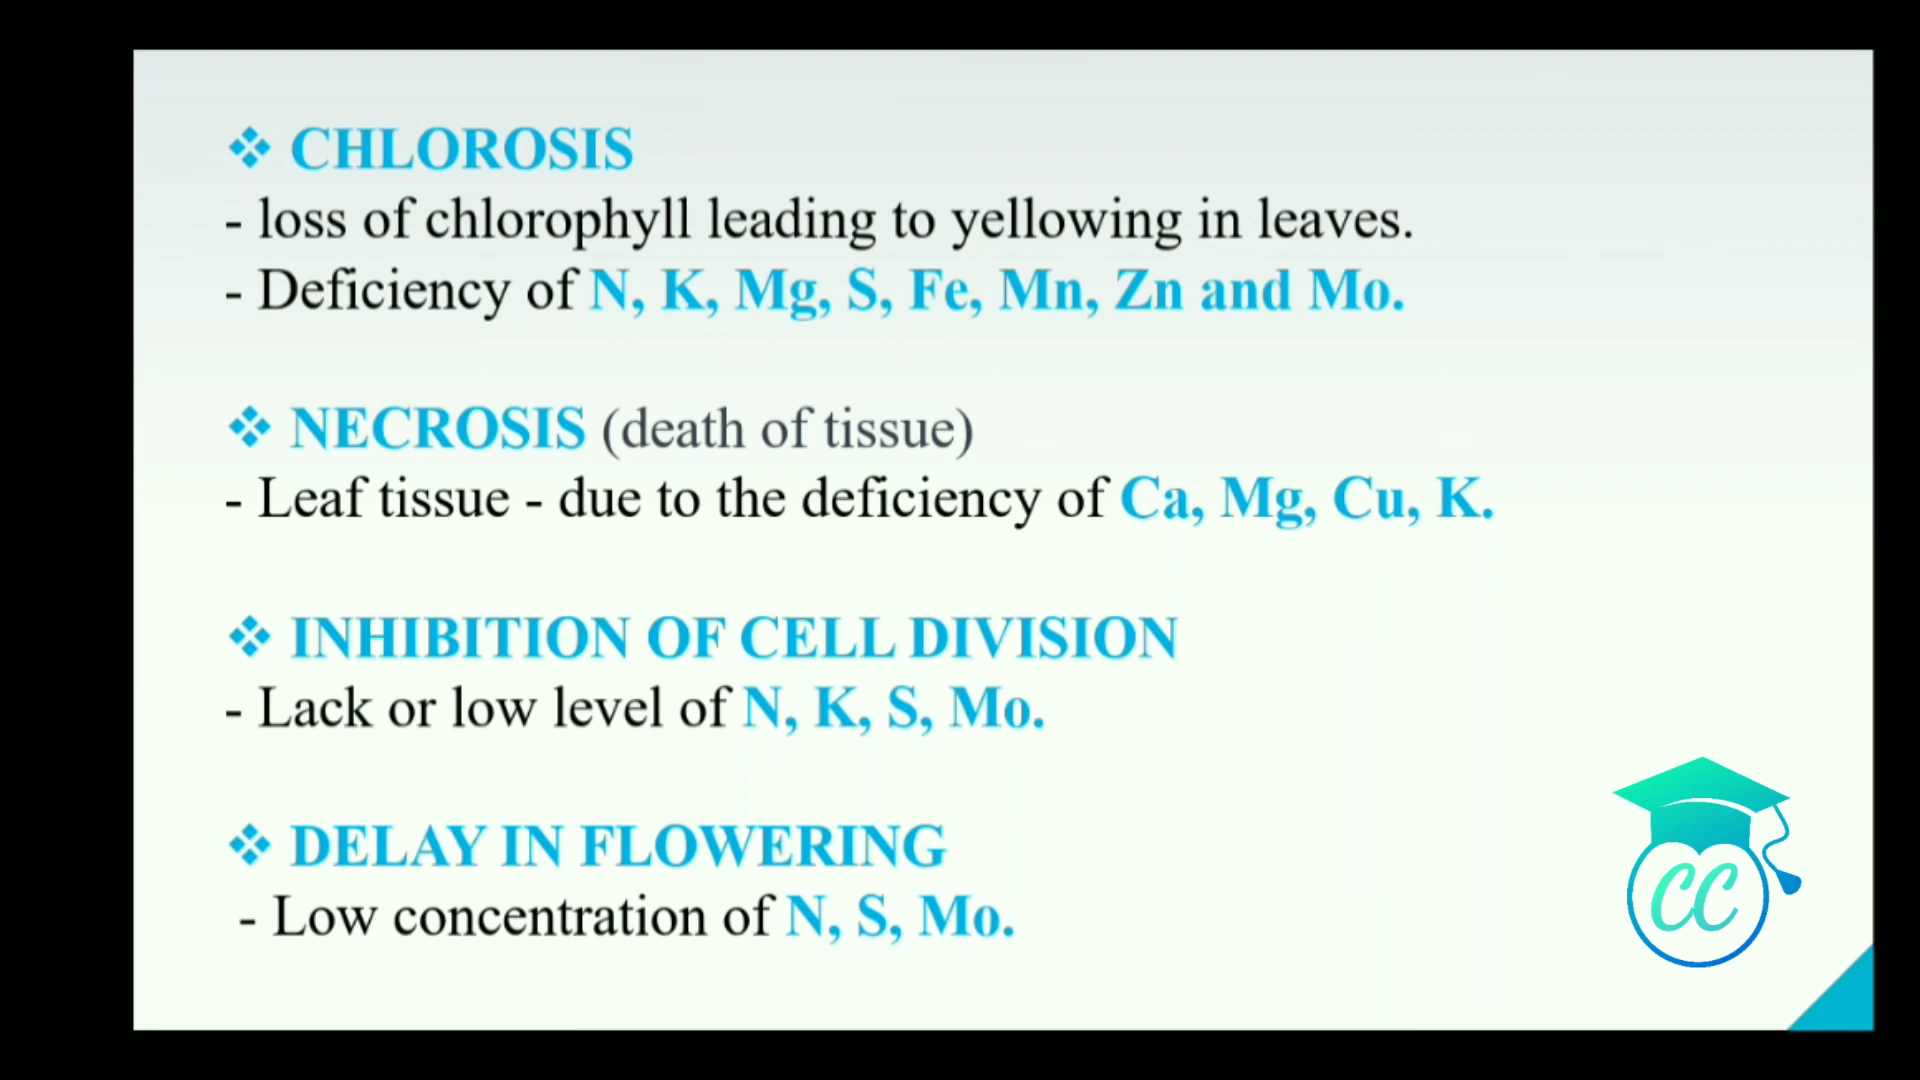 ❖ CHLOROSIS
- loss of chlorophyll leading to yellowing in leaves.
- Deficiency of N, K, Mg, S, Fe, Mn, Zn and Mo.
❖ NECROSIS (death of tissue)
- Leaf tissue - due to the deficiency of Ca, Mg, Cu, K.
❖ INHIBITION OF CELL DIVISION
- Lack or low level of N, K, S, Mo.
❖ DELAY IN FLOWERING
- Low concentration of N, S, Mo.
CC